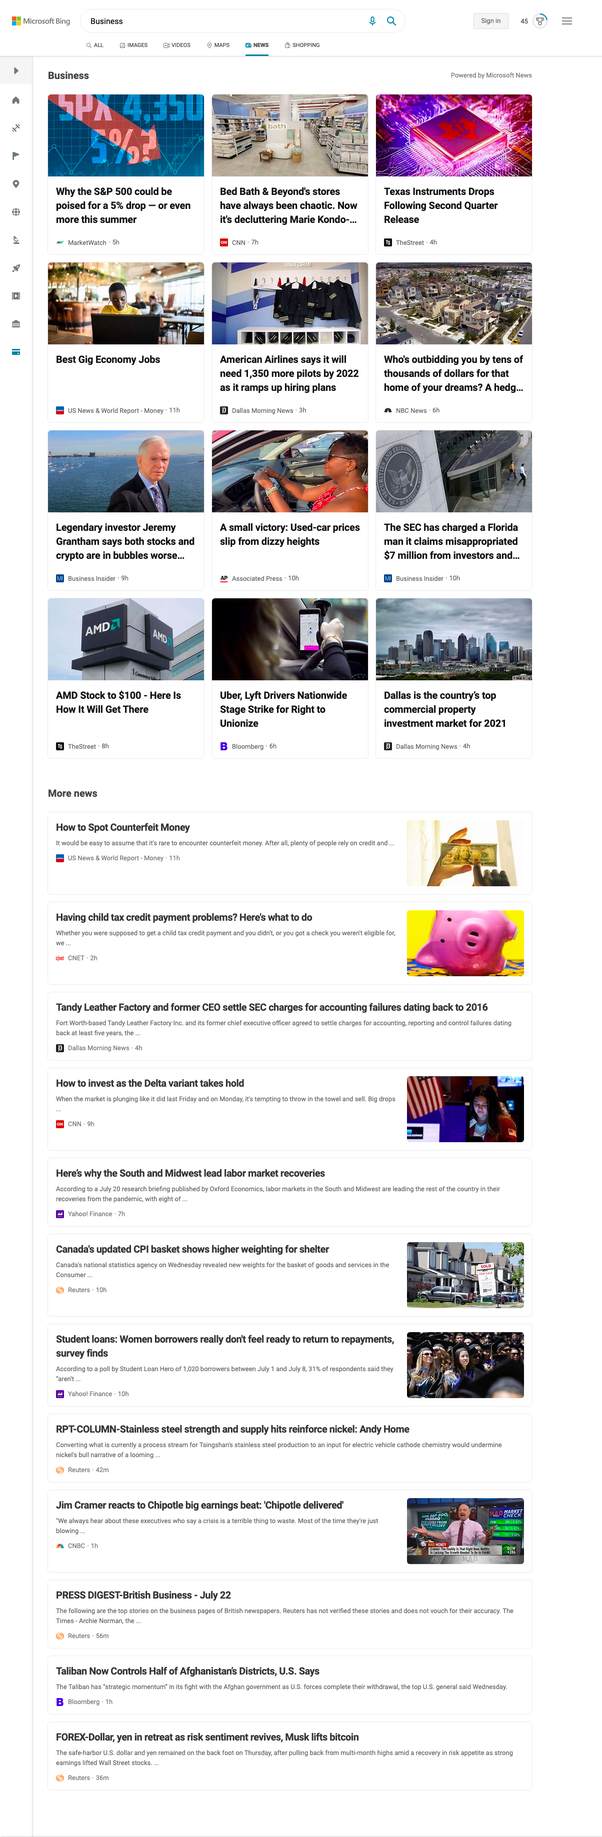 Microsoft Bing
Business
Sign in
45
ALL
IMAGES
VIDEOS
MAPS
NEWS
SHOPPING
Business
Powered by Microsoft News
SPX 4,350
5%?
bath
Why the S&P 500 could be
poised for a 5% drop — or even
more this summer
MarketWatch · 5h
Bed Bath & Beyond's stores
have always been chaotic. Now
it's decluttering Marie Kondo-...
CNN · 7h
Texas Instruments Drops
Following Second Quarter
Release
TheStreet · 4h
Best Gig Economy Jobs
US News & World Report - Money · 11h
American Airlines says it will
need 1,350 more pilots by 2022
as it ramps up hiring plans
Dallas Morning News · 3h
Who's outbidding you by tens of
thousands of dollars for that
home of your dreams? A hedg...
NBC News · 6h
Legendary investor Jeremy
Grantham says both stocks and
crypto are in bubbles worse...
Business Insider · 9h
A small victory: Used-car prices
slip from dizzy heights
Associated Press · 10h
The SEC has charged a Florida
man it claims misappropriated
$7 million from investors and...
Business Insider · 10h
AMD
AMD
AMD Stock to $100 - Here Is
How It Will Get There
TheStreet · 8h
Uber, Lyft Drivers Nationwide
Stage Strike for Right to
Unionize
Bloomberg · 6h
Dallas is the country's top
commercial property
investment market for 2021
Dallas Morning News · 4h
More news
How to Spot Counterfeit Money
It would be easy to assume that it's rare to encounter counterfeit money. After all, plenty of people rely on credit and ...
US News & World Report - Money · 11h
Having child tax credit payment problems? Here's what to do
Whether you were supposed to get a child tax credit payment and you didn't, or you got a check you weren't eligible for,
we ...
CNET · 2h
Tandy Leather Factory and former CEO settle SEC charges for accounting failures dating back to 2016
Fort Worth-based Tandy Leather Factory Inc. and its former chief executive officer agreed to settle charges for accounting, reporting and control failures dating
back at least five years, the ...
Dallas Morning News · 4h
How to invest as the Delta variant takes hold
When the market is plunging like it did last Friday and on Monday, it's tempting to throw in the towel and sell. Big drops
...
CNN · 9h
Here's why the South and Midwest lead labor market recoveries
According to a July 20 research briefing published by Oxford Economics, labor markets in the South and Midwest are leading the rest of the country in their
recoveries from the pandemic, with eight of ...
Yahoo! Finance · 7h
Canada's updated CPI basket shows higher weighting for shelter
Canada's national statistics agency on Wednesday revealed new weights for the basket of goods and services in the
Consumer ...
Reuters · 10h
SOLD
Student loans: Women borrowers really don't feel ready to return to repayments,
survey finds
According to a poll by Student Loan Hero of 1,020 borrowers between July 1 and July 8, 31% of respondents said they
"aren't ...
Yahoo! Finance · 10h
RPT-COLUMN-Stainless steel strength and supply hits reinforce nickel: Andy Home
Converting what is currently a process stream for Tsingshan's stainless steel production to an input for electric vehicle cathode chemistry would undermine
nickel's bull narrative of a looming ...
Reuters · 42m
Jim Cramer reacts to Chipotle big earnings beat: 'Chipotle delivered'
"We always hear about these executives who say a crisis is a terrible thing to waste. Most of the time they're just
blowing ...
CNBC · 1h
MARKET
CHECK
PRESS DIGEST-British Business - July 22
The following are the top stories on the business pages of British newspapers. Reuters has not verified these stories and does not vouch for their accuracy. The
Times - Archie Norman, the ...
Reuters · 56m
Taliban Now Controls Half of Afghanistan's Districts, U.S. Says
The Taliban has "strategic momentum" in its fight with the Afghan government as U.S. forces complete their withdrawal, the top U.S. general said Wednesday.
Bloomberg · 1h
FOREX-Dollar, yen in retreat as risk sentiment revives, Musk lifts bitcoin
The safe-harbor U.S. dollar and yen remained on the back foot on Thursday, after pulling back from multi-month highs amid a recovery in risk appetite as strong
earnings lifted Wall Street stocks. ...
Reuters · 36m